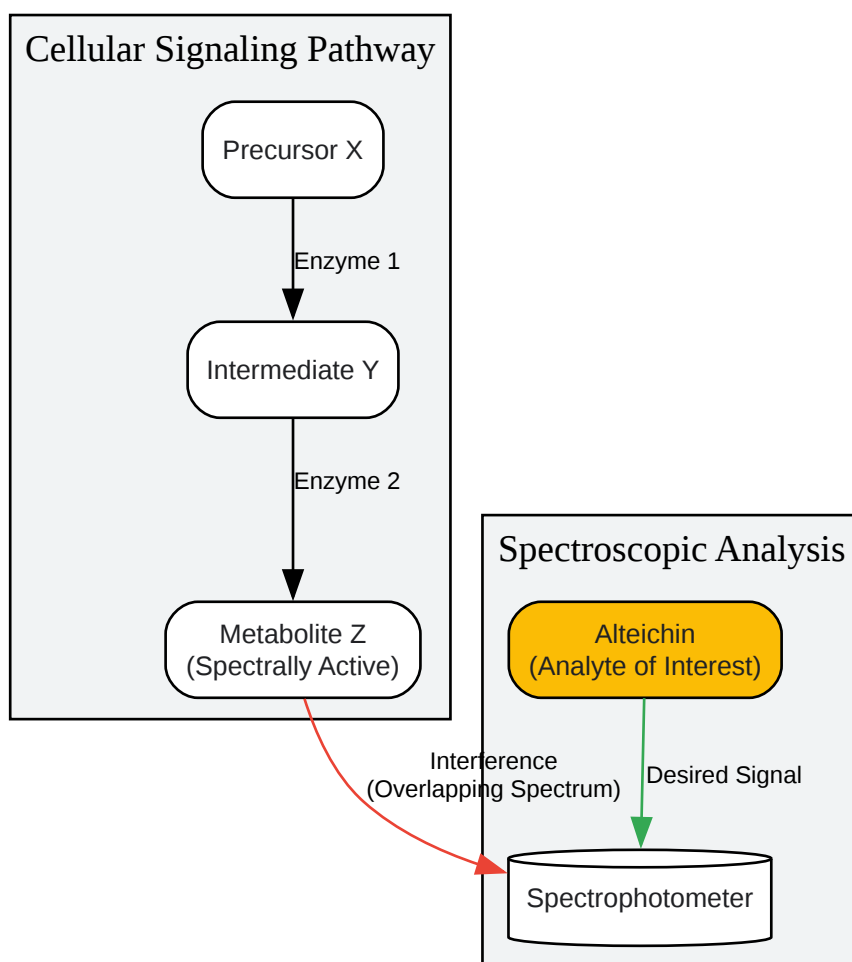 Cellular Signaling Pathway
Precursor X
Enzyme 1
Intermediate Y
Enzyme 2
Metabolite Z
(Spectrally Active)
Spectroscopic Analysis
Alteichin
(Analyte of Interest)
Interference
(Overlapping Spectrum)
Desired Signal
Spectrophotometer